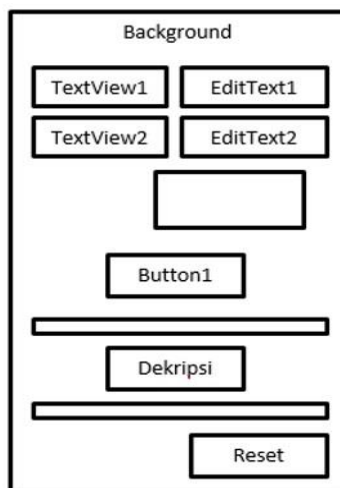 Background
TextView1 EditText1
TextView2 EditText2
Button1
Dekripsi
Reset